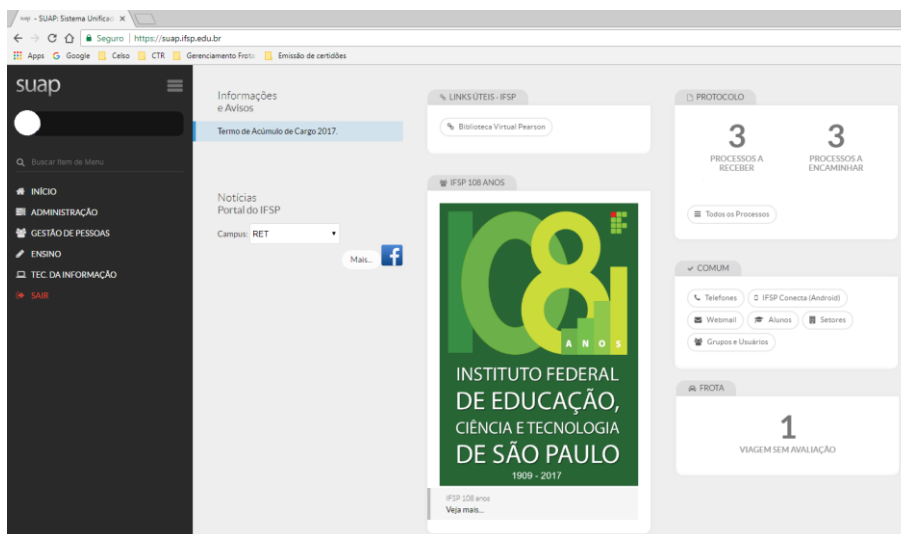 suap - SUAP: Sistema Unificad
Seguro | https://suap.ifsp.edu.br
Apps Google Celso CTR Gerenciamento Frota Emissão de certidões
suap
Buscar Item de Menu
INÍCIO
ADMINISTRAÇÃO
GESTÃO DE PESSOAS
ENSINO
TEC. DA INFORMAÇÃO
SAIR
Informações
e Avisos
Termo de Acúmulo de Cargo 2017.
Notícias
Portal do IFSP
Campus: RET
Mais...
LINKS ÚTEIS - IFSP
Biblioteca Virtual Pearson
IFSP 108 ANOS
108
ANOS
INSTITUTO FEDERAL
DE EDUCAÇÃO,
CIÊNCIA E TECNOLOGIA
DE SÃO PAULO
1909 - 2017
IFSP 108 anos
Veja mais...
PROTOCOLO
3 3
PROCESSOS A PROCESSOS A
RECEBER ENCAMINHAR
Todos os Processos
COMUM
Telefones IFSP Conecta (Android)
Webmail Alunos Setores
Grupos e Usuários
FROTA
1
VIAGEM SEM AVALIAÇÃO